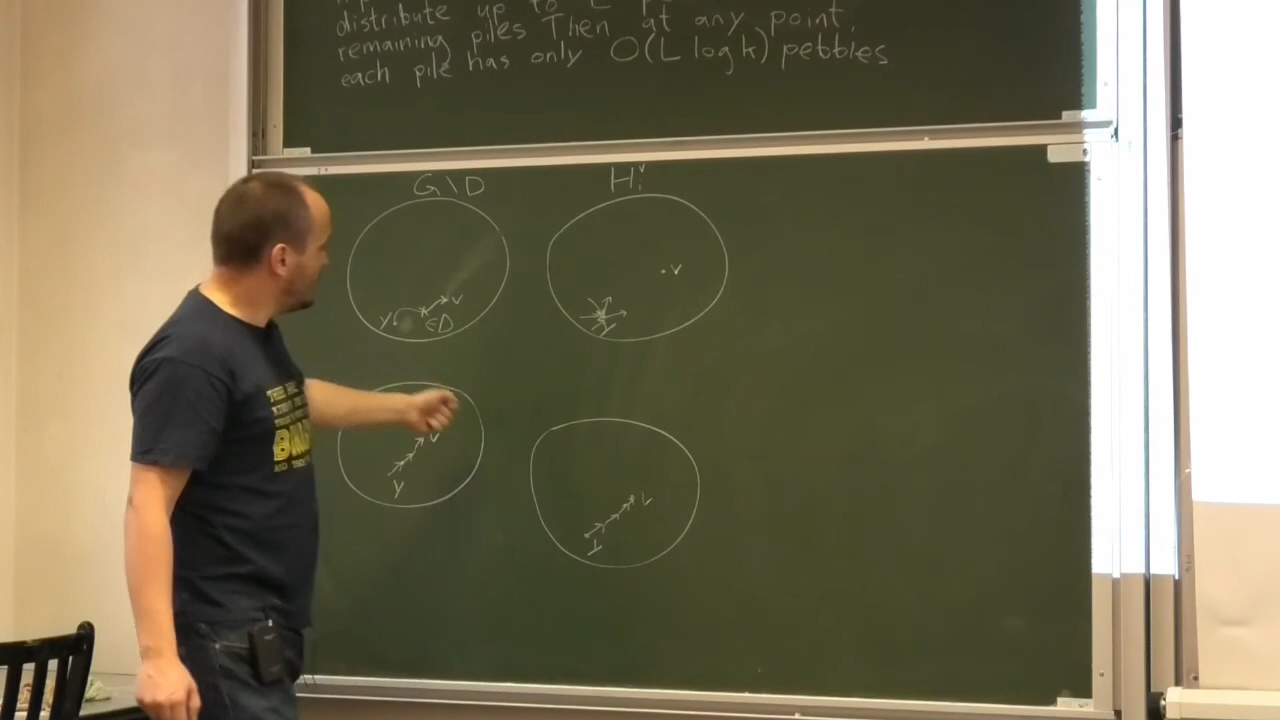 distribute up to L
remaining piles Then at any point,
each pile has only O(L log k) pebbles
G\D
H
v
y
∈D
v
v
y
v